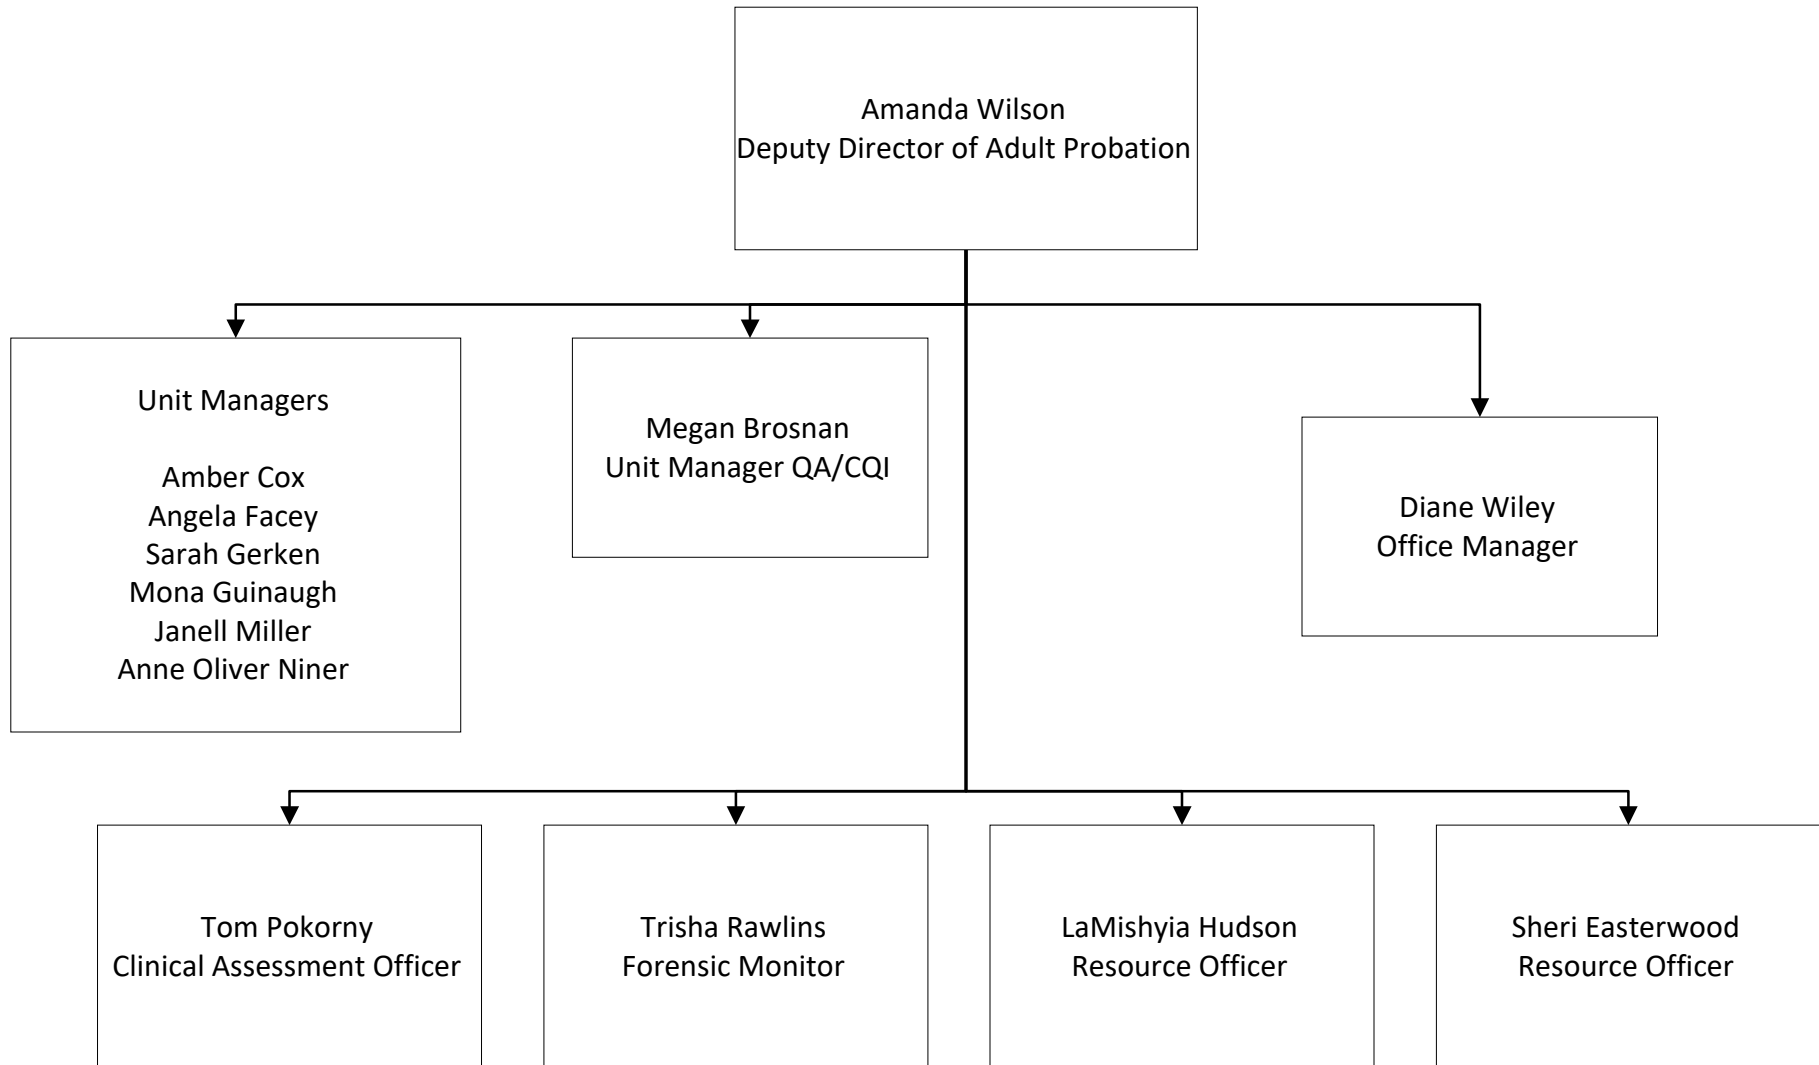 Amanda Wilson
Deputy Director of Adult Probation
Unit Managers
Amber Cox
Angela Facey
Sarah Gerken
Mona Guinaugh
Janell Miller
Anne Oliver Niner
Megan Brosnan
Unit Manager QA/CQI
Diane Wiley
Office Manager
Tom Pokorny
Clinical Assessment Officer
Trisha Rawlins
Forensic Monitor
LaMishyia Hudson
Resource Officer
Sheri Easterwood
Resource Officer